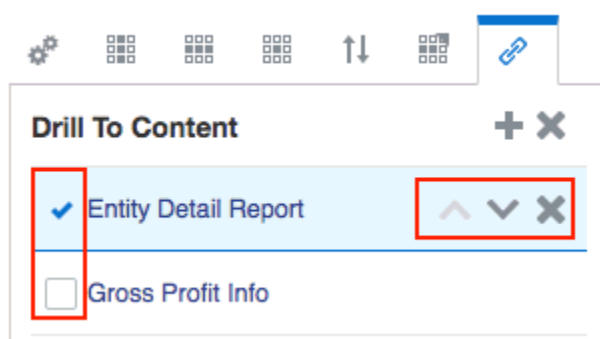 Drill To Content
Entity Detail Report
Gross Profit Info